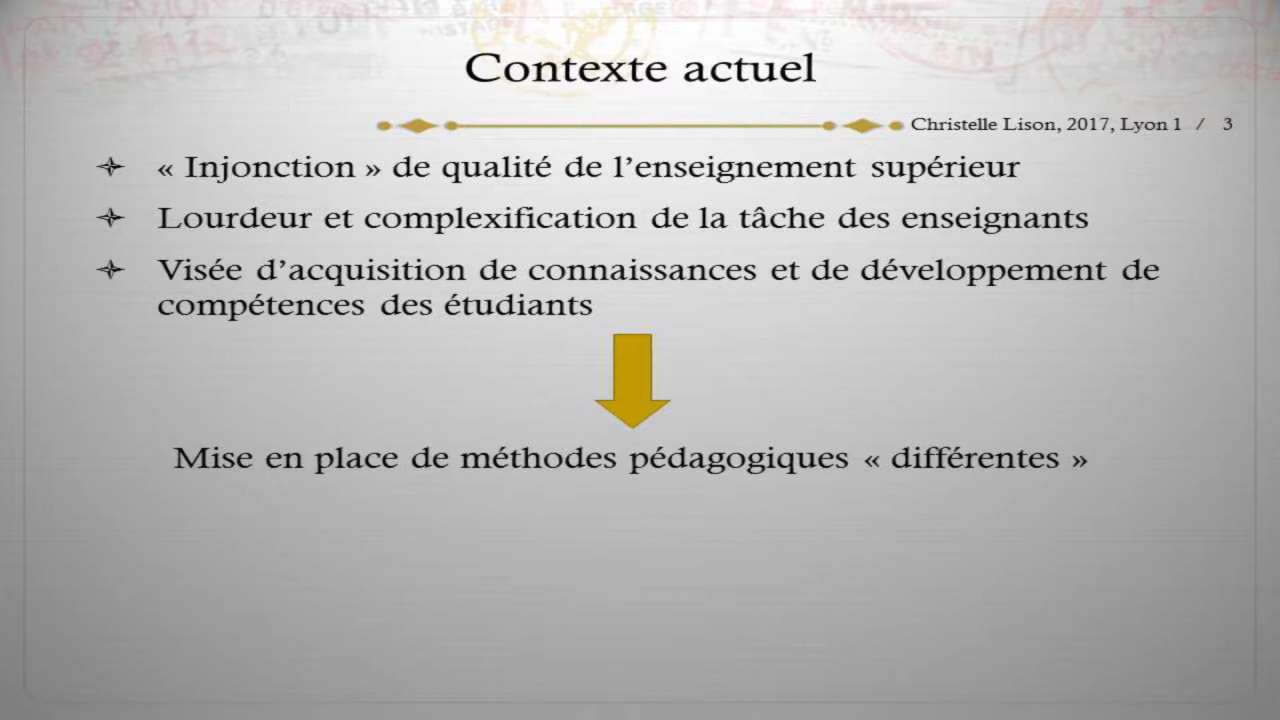 Contexte actuel
Christelle Lison, 2017, Lyon 1 / 3
« Injonction » de qualité de l’enseignement supérieur
Lourdeur et complexification de la tâche des enseignants
Visée d’acquisition de connaissances et de développement de
compétences des étudiants
Mise en place de méthodes pédagogiques « différentes »